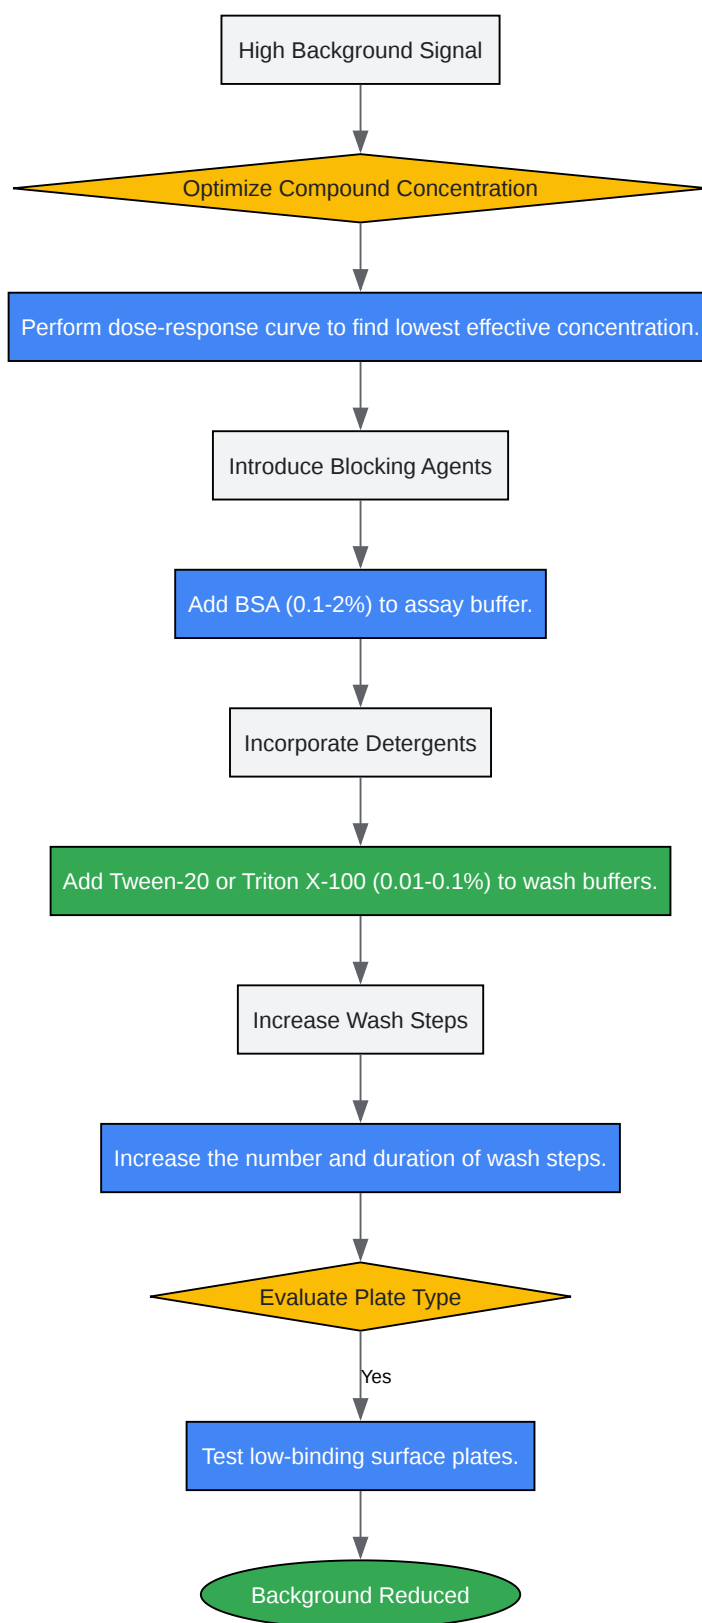 High Background Signal
Optimize Compound Concentration
Perform dose-response curve to find lowest effective concentration.
Introduce Blocking Agents
Add BSA (0.1-2%) to assay buffer.
Incorporate Detergents
Add Tween-20 or Triton X-100 (0.01-0.1%) to wash buffers.
Increase Wash Steps
Increase the number and duration of wash steps.
Evaluate Plate Type
Yes
Test low-binding surface plates.
Background Reduced